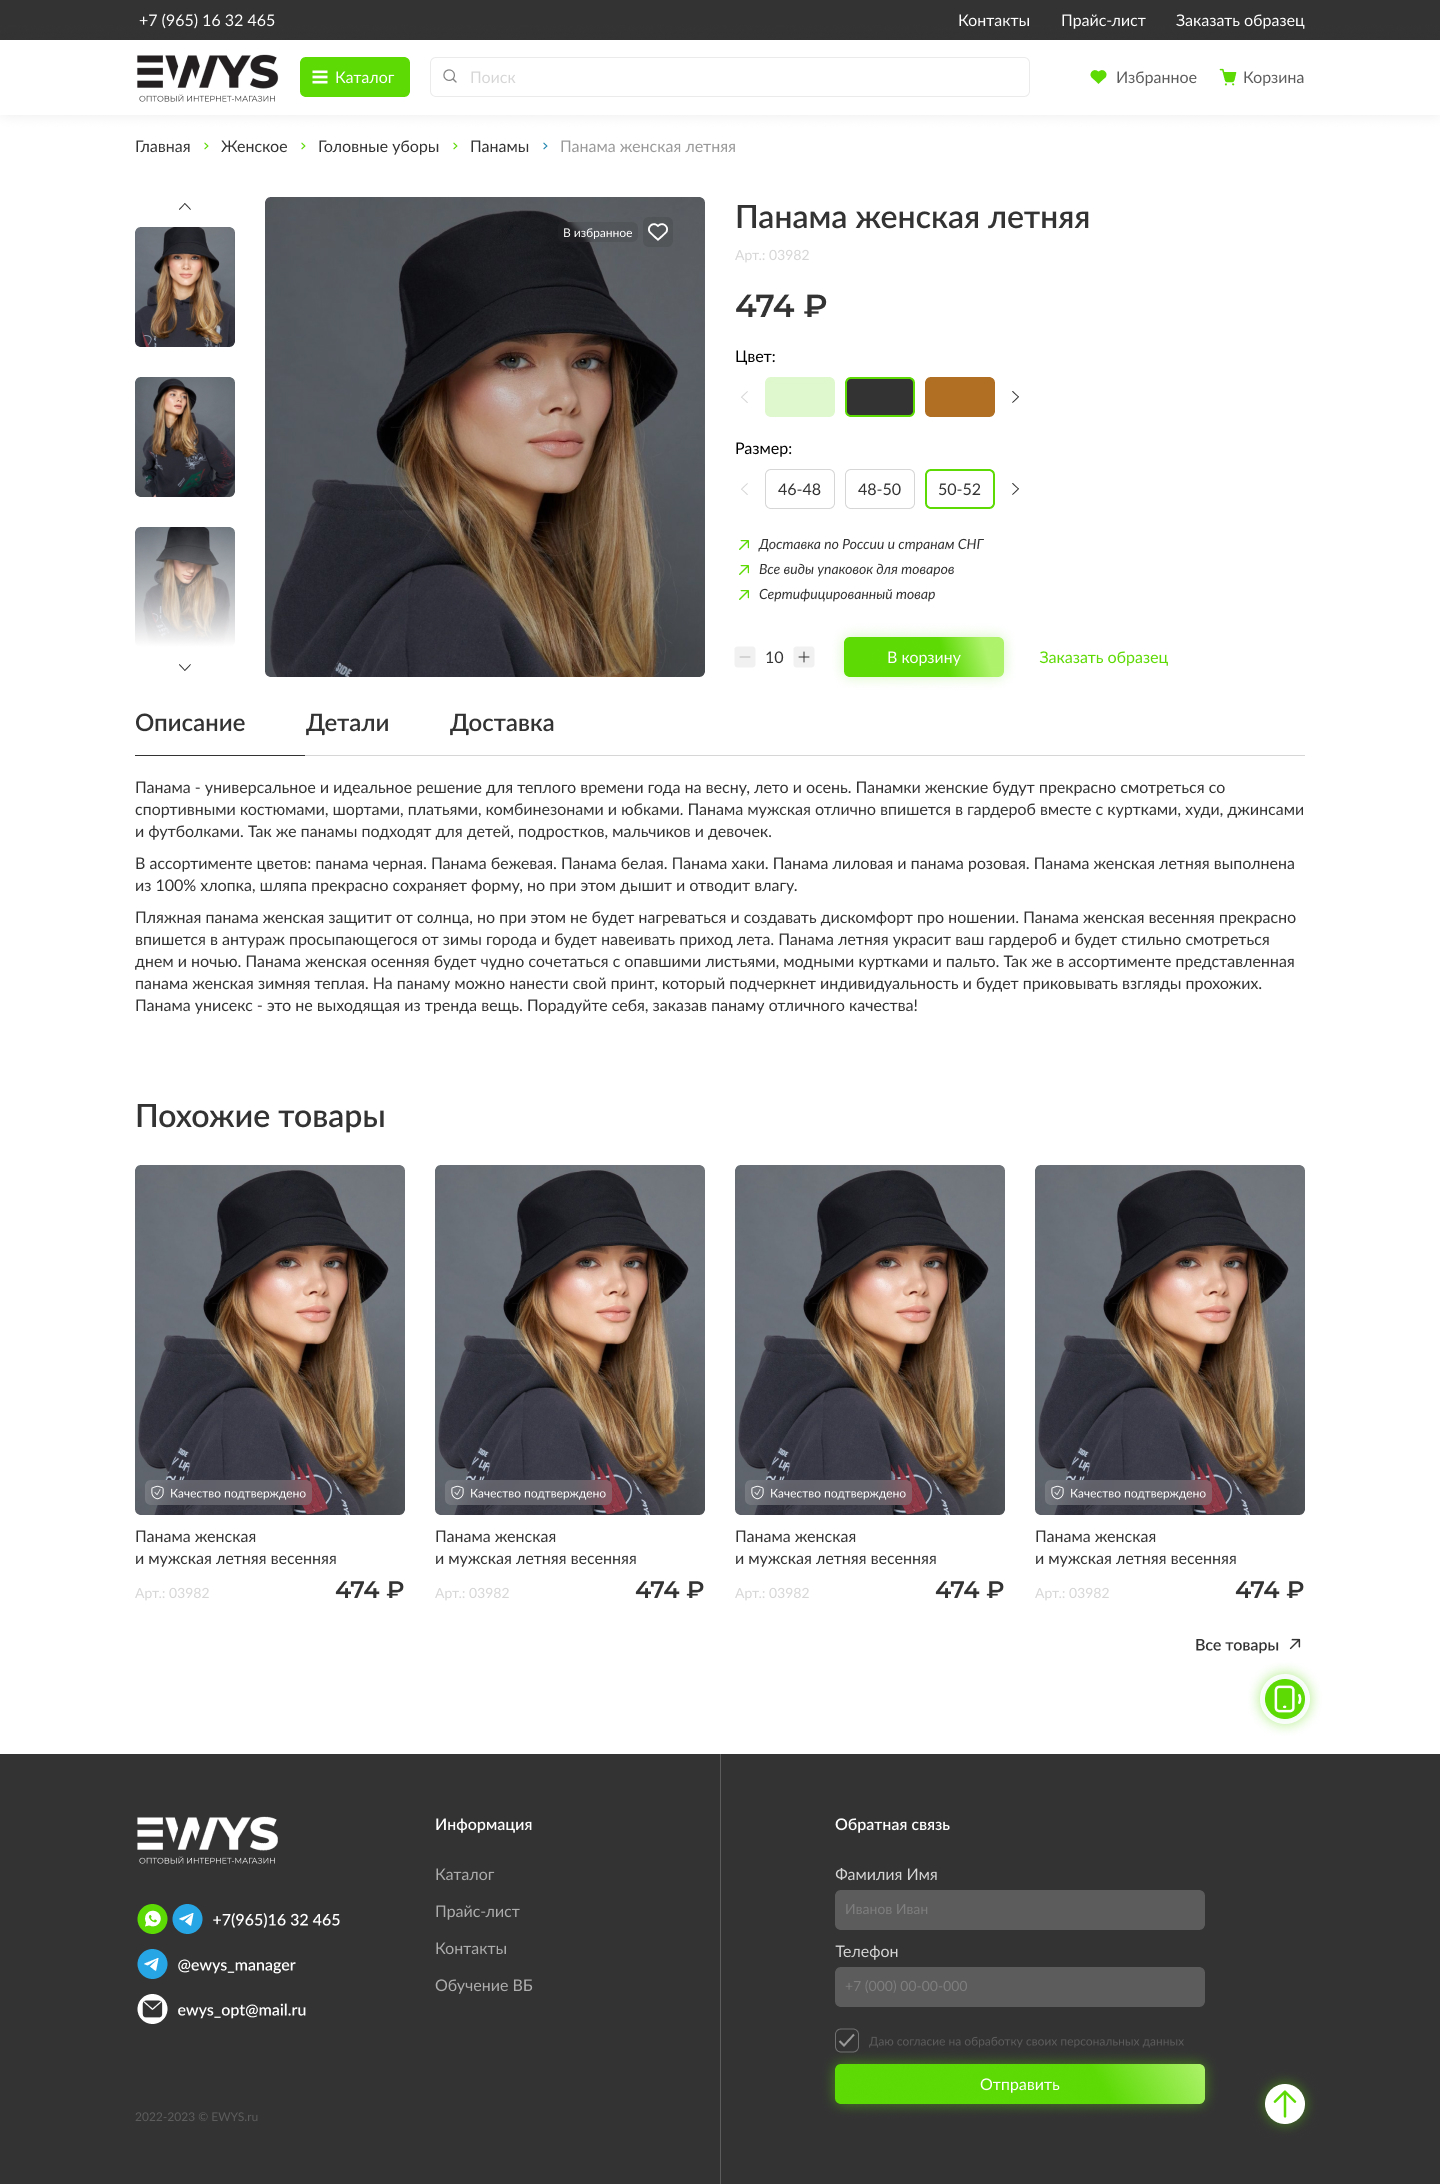 +7 (965) 16 32 465
Контакты
Прайс-лист
Заказать образец
EWYS
ОПТОВЫЙ ИНТЕРНЕТ-МАГАЗИН
Каталог
Поиск
Избранное
Корзина
Главная
Женское
Головные уборы
Панамы
Панама женская летняя
В избранное
SIDE
Панама женская летняя
Арт.: 03982
474 ₽
Цвет:
Размер:
46-48
48-50
50-52
Доставка по России и странам СНГ
Все виды упаковок для товаров
Сертифицированный товар
10
В корзину
Заказать образец
Описание
Детали
Доставка
Панама - универсальное и идеальное решение для теплого времени года на весну, лето и осень. Панамки женские будут прекрасно смотреться со
спортивными костюмами, шортами, платьями, комбинезонами и юбками. Панама мужская отлично впишется в гардероб вместе с куртками, худи, джинсами
и футболками. Так же панамы подходят для детей, подростков, мальчиков и девочек.
В ассортименте цветов: панама черная. Панама бежевая. Панама белая. Панама хаки. Панама лиловая и панама розовая. Панама женская летняя выполнена
из 100% хлопка, шляпа прекрасно сохраняет форму, но при этом дышит и отводит влагу.
Пляжная панама женская защитит от солнца, но при этом не будет нагреваться и создавать дискомфорт про ношении. Панама женская весенняя прекрасно
впишется в антураж просыпающегося от зимы города и будет навеивать приход лета. Панама летняя украсит ваш гардероб и будет стильно смотреться
днем и ночью. Панама женская осенняя будет чудно сочетаться с опавшими листьями, модными куртками и пальто. Так же в ассортименте представленная
панама женская зимняя теплая. На панаму можно нанести свой принт, который подчеркнет индивидуальность и будет приковывать взгляды прохожих.
Панама унисекс - это не выходящая из тренда вещь. Порадуйте себя, заказав панаму отличного качества!
Похожие товары
Качество подтверждено
Качество подтверждено
Качество подтверждено
Качество подтверждено
Панама женская
и мужская летняя весенняя
Арт.: 03982
474 ₽
Панама женская
и мужская летняя весенняя
Арт.: 03982
474 ₽
Панама женская
и мужская летняя весенняя
Арт.: 03982
474 ₽
Панама женская
и мужская летняя весенняя
Арт.: 03982
474 ₽
Все товары
EWYS
ОПТОВЫЙ ИНТЕРНЕТ-МАГАЗИН
+7(965)16 32 465
@ewys_manager
ewys_opt@mail.ru
2022-2023 © EWYS.ru
Информация
Каталог
Прайс-лист
Контакты
Обучение ВБ
Обратная связь
Фамилия Имя
Иванов Иван
Телефон
+7 (000) 00-00-000
Даю согласие на обработку своих персональных данных
Отправить